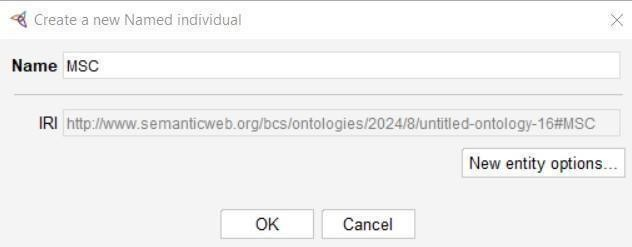 Create a new Named individual
Name MSC
IRI http://www.semanticweb.org/bcs/ontologies/2024/8/untitled-ontology-16#MSC
New entity options...
OK Cancel